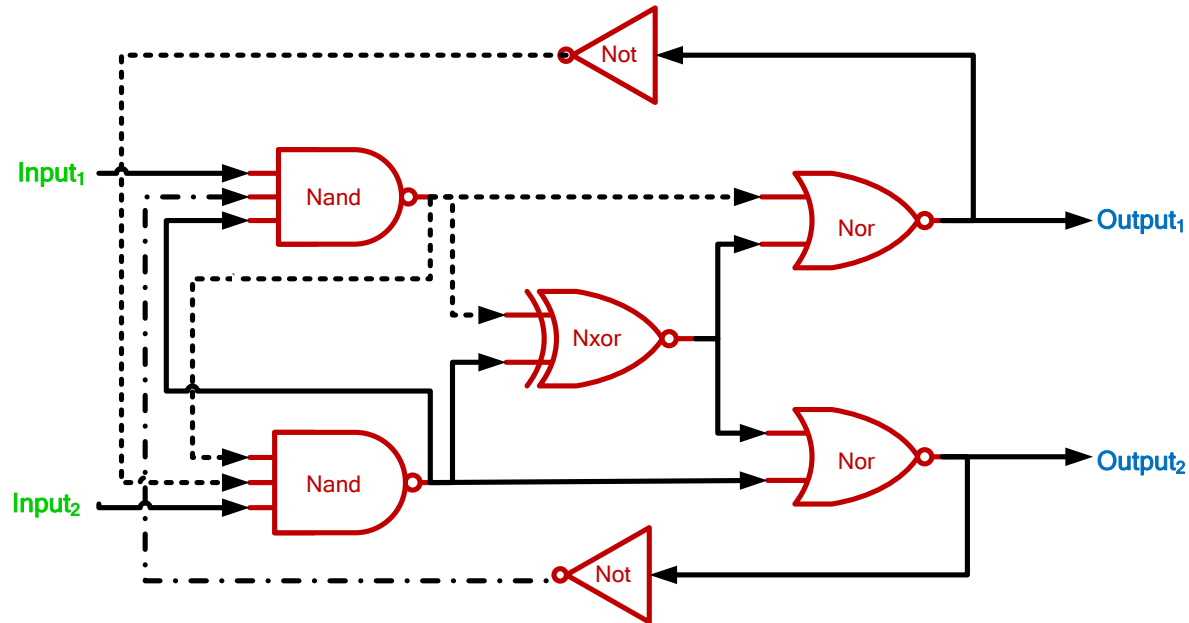 Not
Input₁
Nand
Nor
Output₁
Nxor
Nand
Nor
Output₂
Input₂
Not